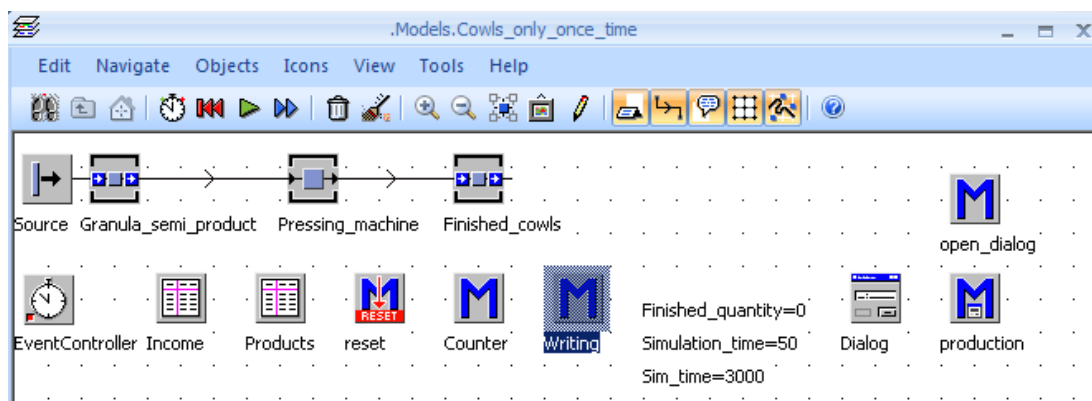 .Models.Cowls_only_once_time
Edit Navigate Objects Icons View Tools Help
Source Granula_semi_product Pressing_machine Finished_cowls
M
open_dialog
M
RESET
M
M
M
Finished_quantity=0
EventController Income Products reset Counter Writing Simulation_time=50 Dialog production
Sim_time=3000